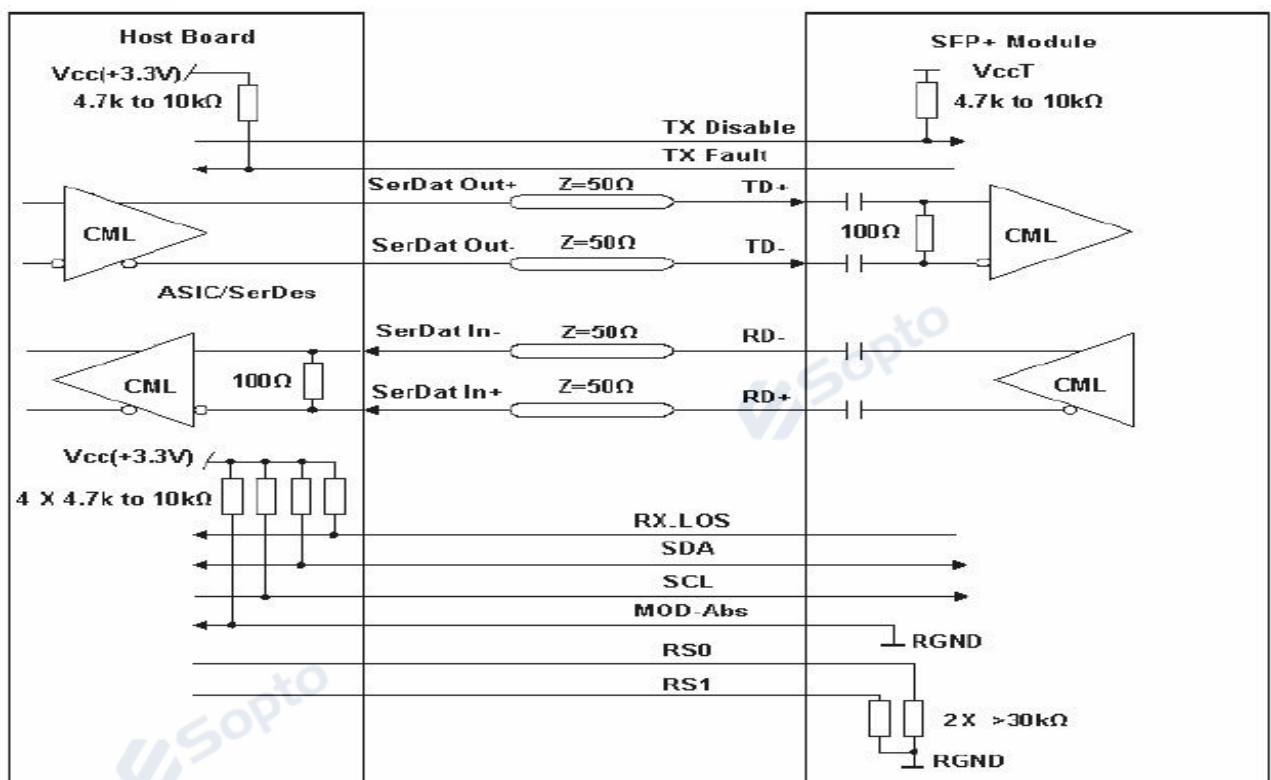 Host Board
Vcc(+3.3V)
4.7k to 10kΩ
SFP+ Module
VccT
4.7k to 10kΩ
TX Disable
TX Fault
SerDat Out+
Z=50Ω
TD+
CML
100Ω
CML
SerDat Out-
Z=50Ω
TD-
ASIC/SerDes
SerDat In-
Z=50Ω
RD-
CML
100Ω
CML
SerDat In+
Z=50Ω
RD+
Sopto
Vcc(+3.3V)
4 X 4.7k to 10kΩ
RX_LOS
SDA
SCL
MOD-Abs
RGND
RS0
RS1
2X >30kΩ
RGND
Sopto